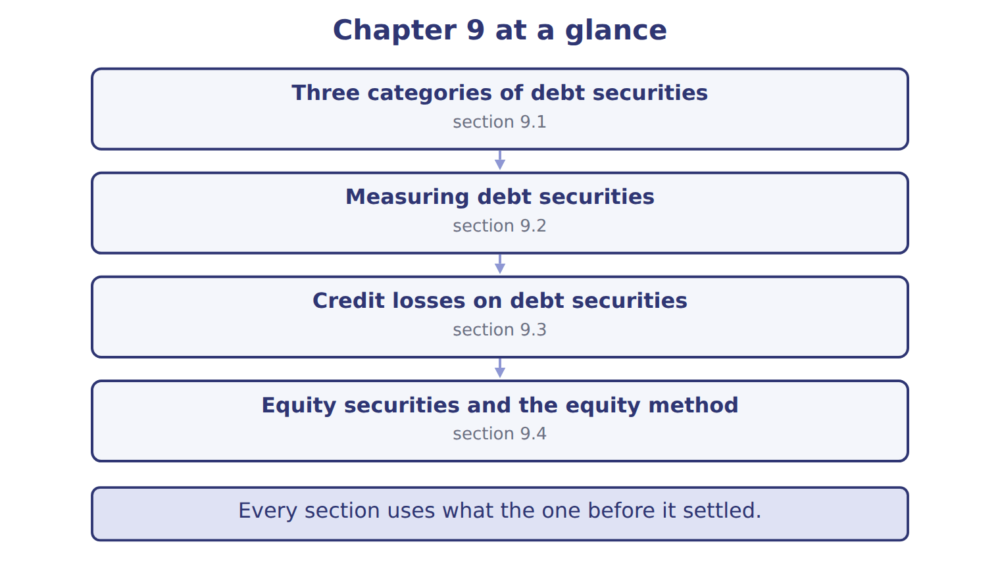 Chapter 9 at a glance
Three categories of debt securities
section 9.1
Measuring debt securities
section 9.2
Credit losses on debt securities
section 9.3
Equity securities and the equity method
section 9.4
Every section uses what the one before it settled.